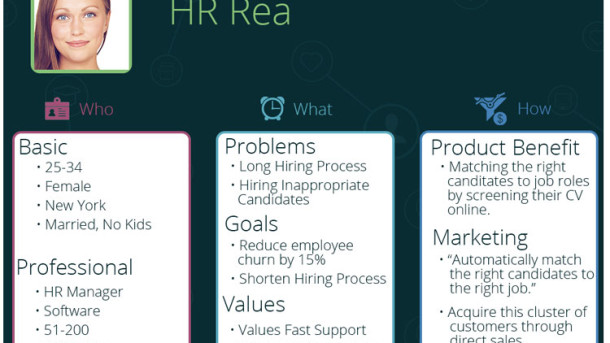 HR Rea
Who
What
How
Basic
• 25-34
• Female
• New York
• Married, No Kids
Professional
• HR Manager
• Software
• 51-200
Problems
• Long Hiring Process
• Hiring Inappropriate
Candidates
Goals
• Reduce employee
churn by 15%
• Shorten Hiring Process
Values
• Values Fast Support
Product Benefit
• Matching the right
canditates to job roles
by screening their CV
online.
Marketing
• “Automatically match
the right candidates to
the right job.”
• Acquire this cluster of
customers through
direct sales